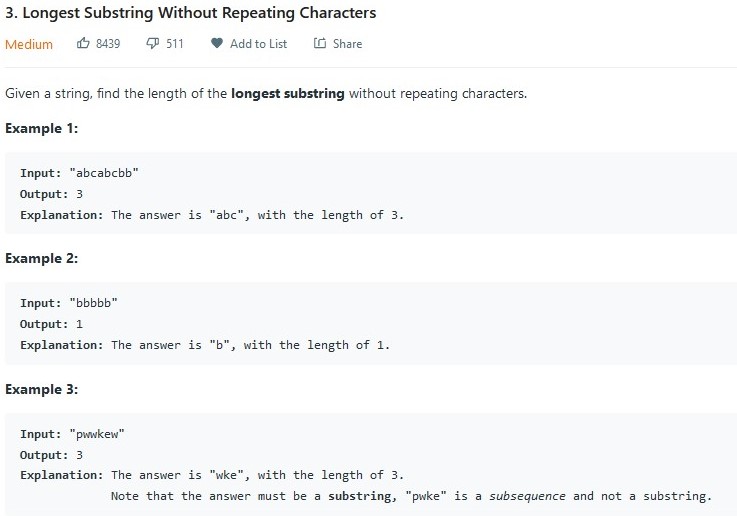 3. Longest Substring Without Repeating Characters
Medium 8439 511 Add to List Share
Given a string, find the length of the longest substring without repeating characters.
Example 1:
Input: "abcabcbb"
Output: 3
Explanation: The answer is "abc", with the length of 3.
Example 2:
Input: "bbbbb"
Output: 1
Explanation: The answer is "b", with the length of 1.
Example 3:
Input: "pwwkew"
Output: 3
Explanation: The answer is "wke", with the length of 3.
Note that the answer must be a substring, "pwke" is a subsequence and not a substring.